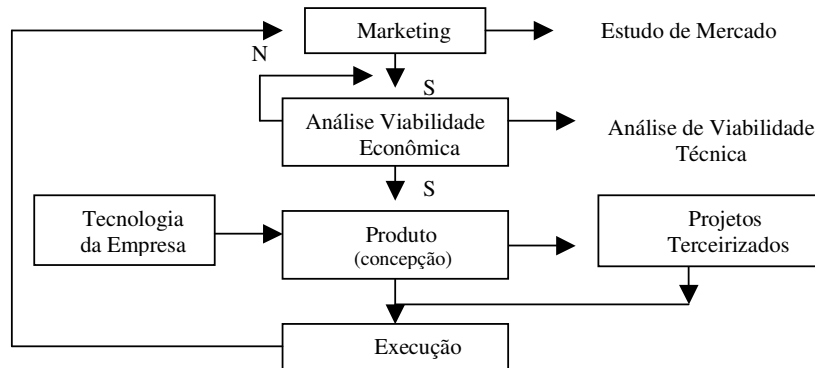 Marketing
Estudo de Mercado
N
S
Análise Viabilidade
Econômica
Análise de Viabilidade
Técnica
S
Tecnologia
da Empresa
Produto
(concepção)
Projetos
Terceirizados
Execução